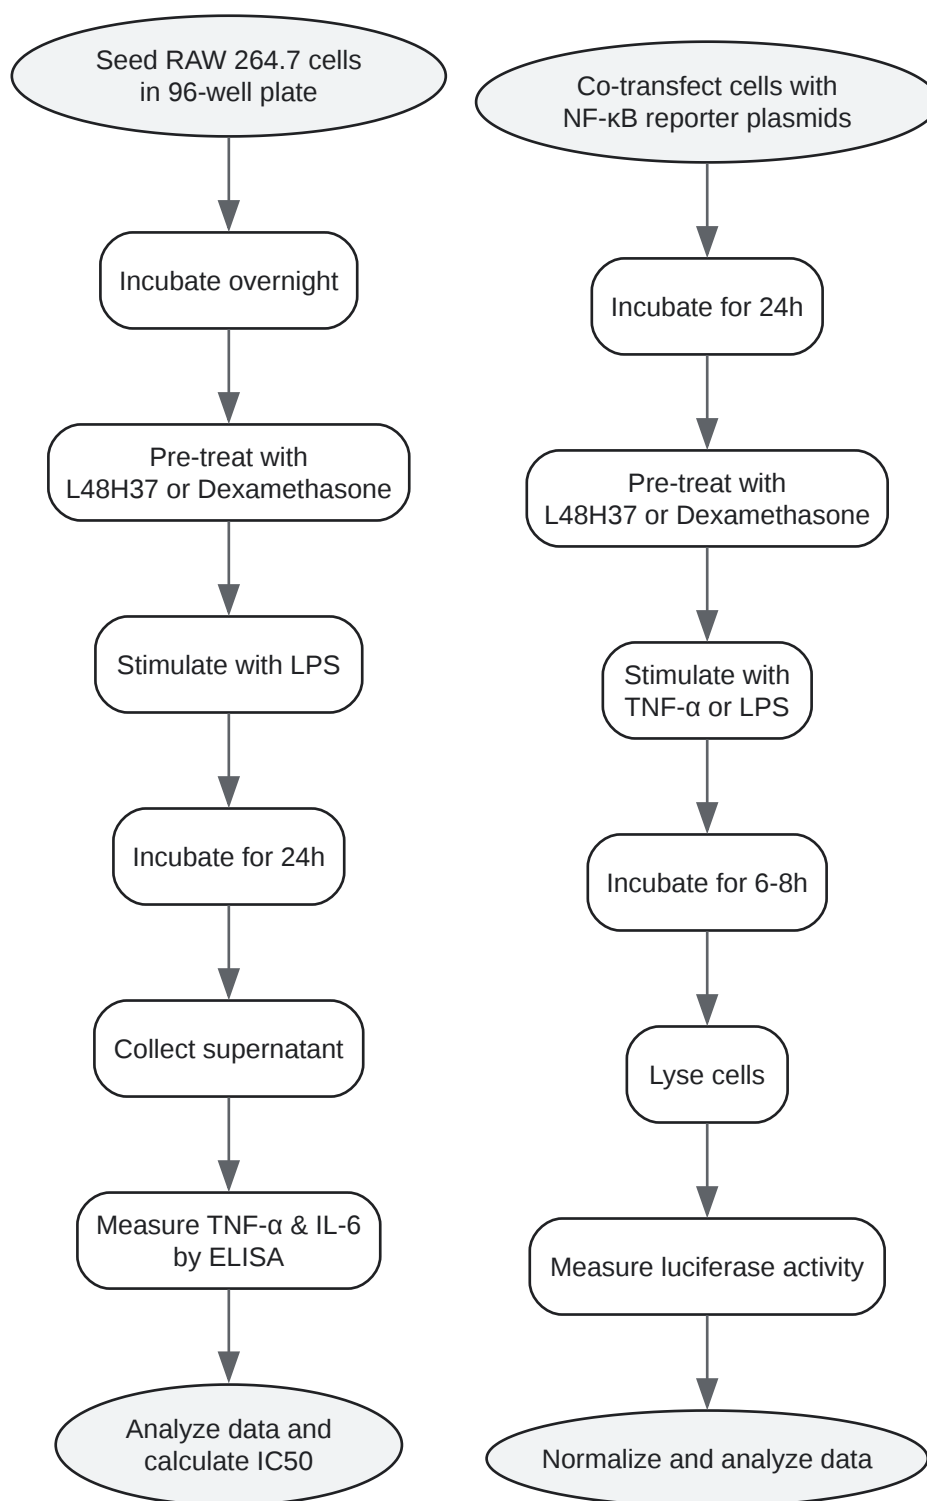 Seed RAW 264.7 cells
in 96-well plate
Incubate overnight
Pre-treat with
L48H37 or Dexamethasone
Stimulate with LPS
Incubate for 24h
Collect supernatant
Measure TNF-α & IL-6
by ELISA
Analyze data and
calculate IC50
Co-transfect cells with
NF-κB reporter plasmids
Incubate for 24h
Pre-treat with
L48H37 or Dexamethasone
Stimulate with
TNF-α or LPS
Incubate for 6-8h
Lyse cells
Measure luciferase activity
Normalize and analyze data